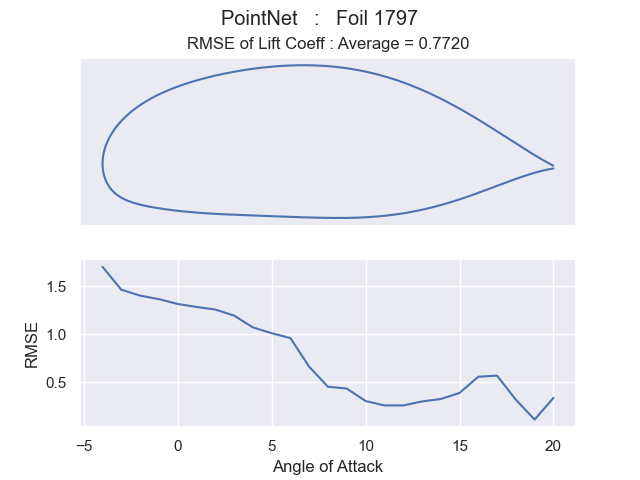 PointNet : Foil 1797
RMSE of Lift Coeff : Average = 0.7720
1.5
1.0
0.5
RMSE
−5 0 5 10 15 20
Angle of Attack